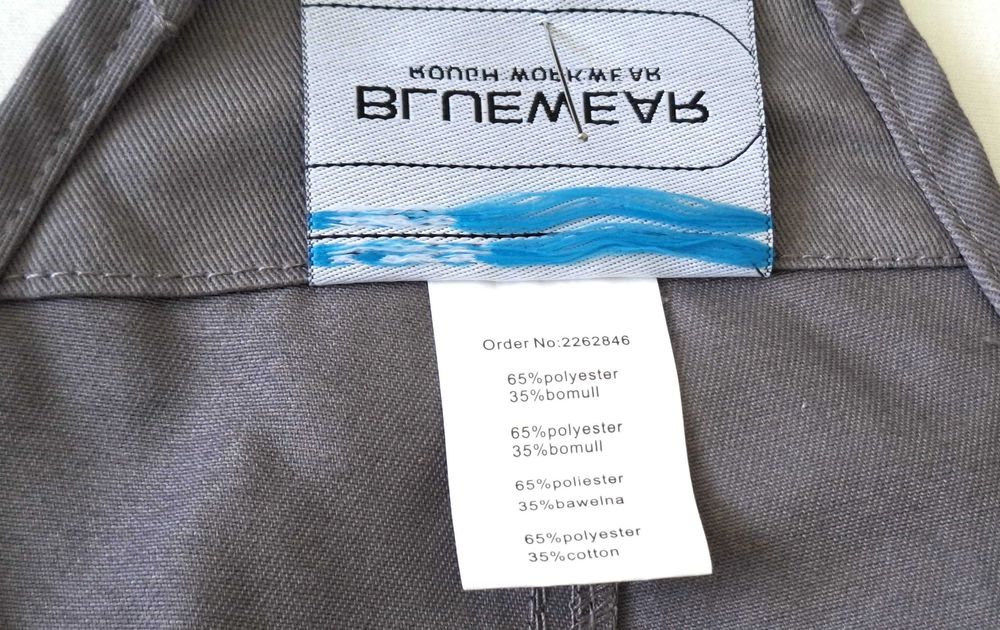 ROUGH WORKWEAR
BLUEWEAR
Order No:2262846
65%polyester
35%bomull
65%polyester
35%bomull
65%poliester
35%bawelna
65%polyester
35%cotton